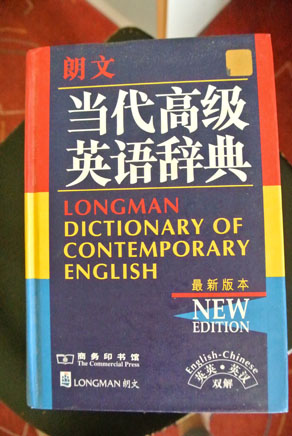 朗文
当代高级
英语辞典
LONGMAN
DICTIONARY OF
CONTEMPORARY
ENGLISH
最新版本
NEW
EDITION
商务印书馆
The Commercial Press
LONGMAN 朗文
English-Chinese
英英·英汉
双解